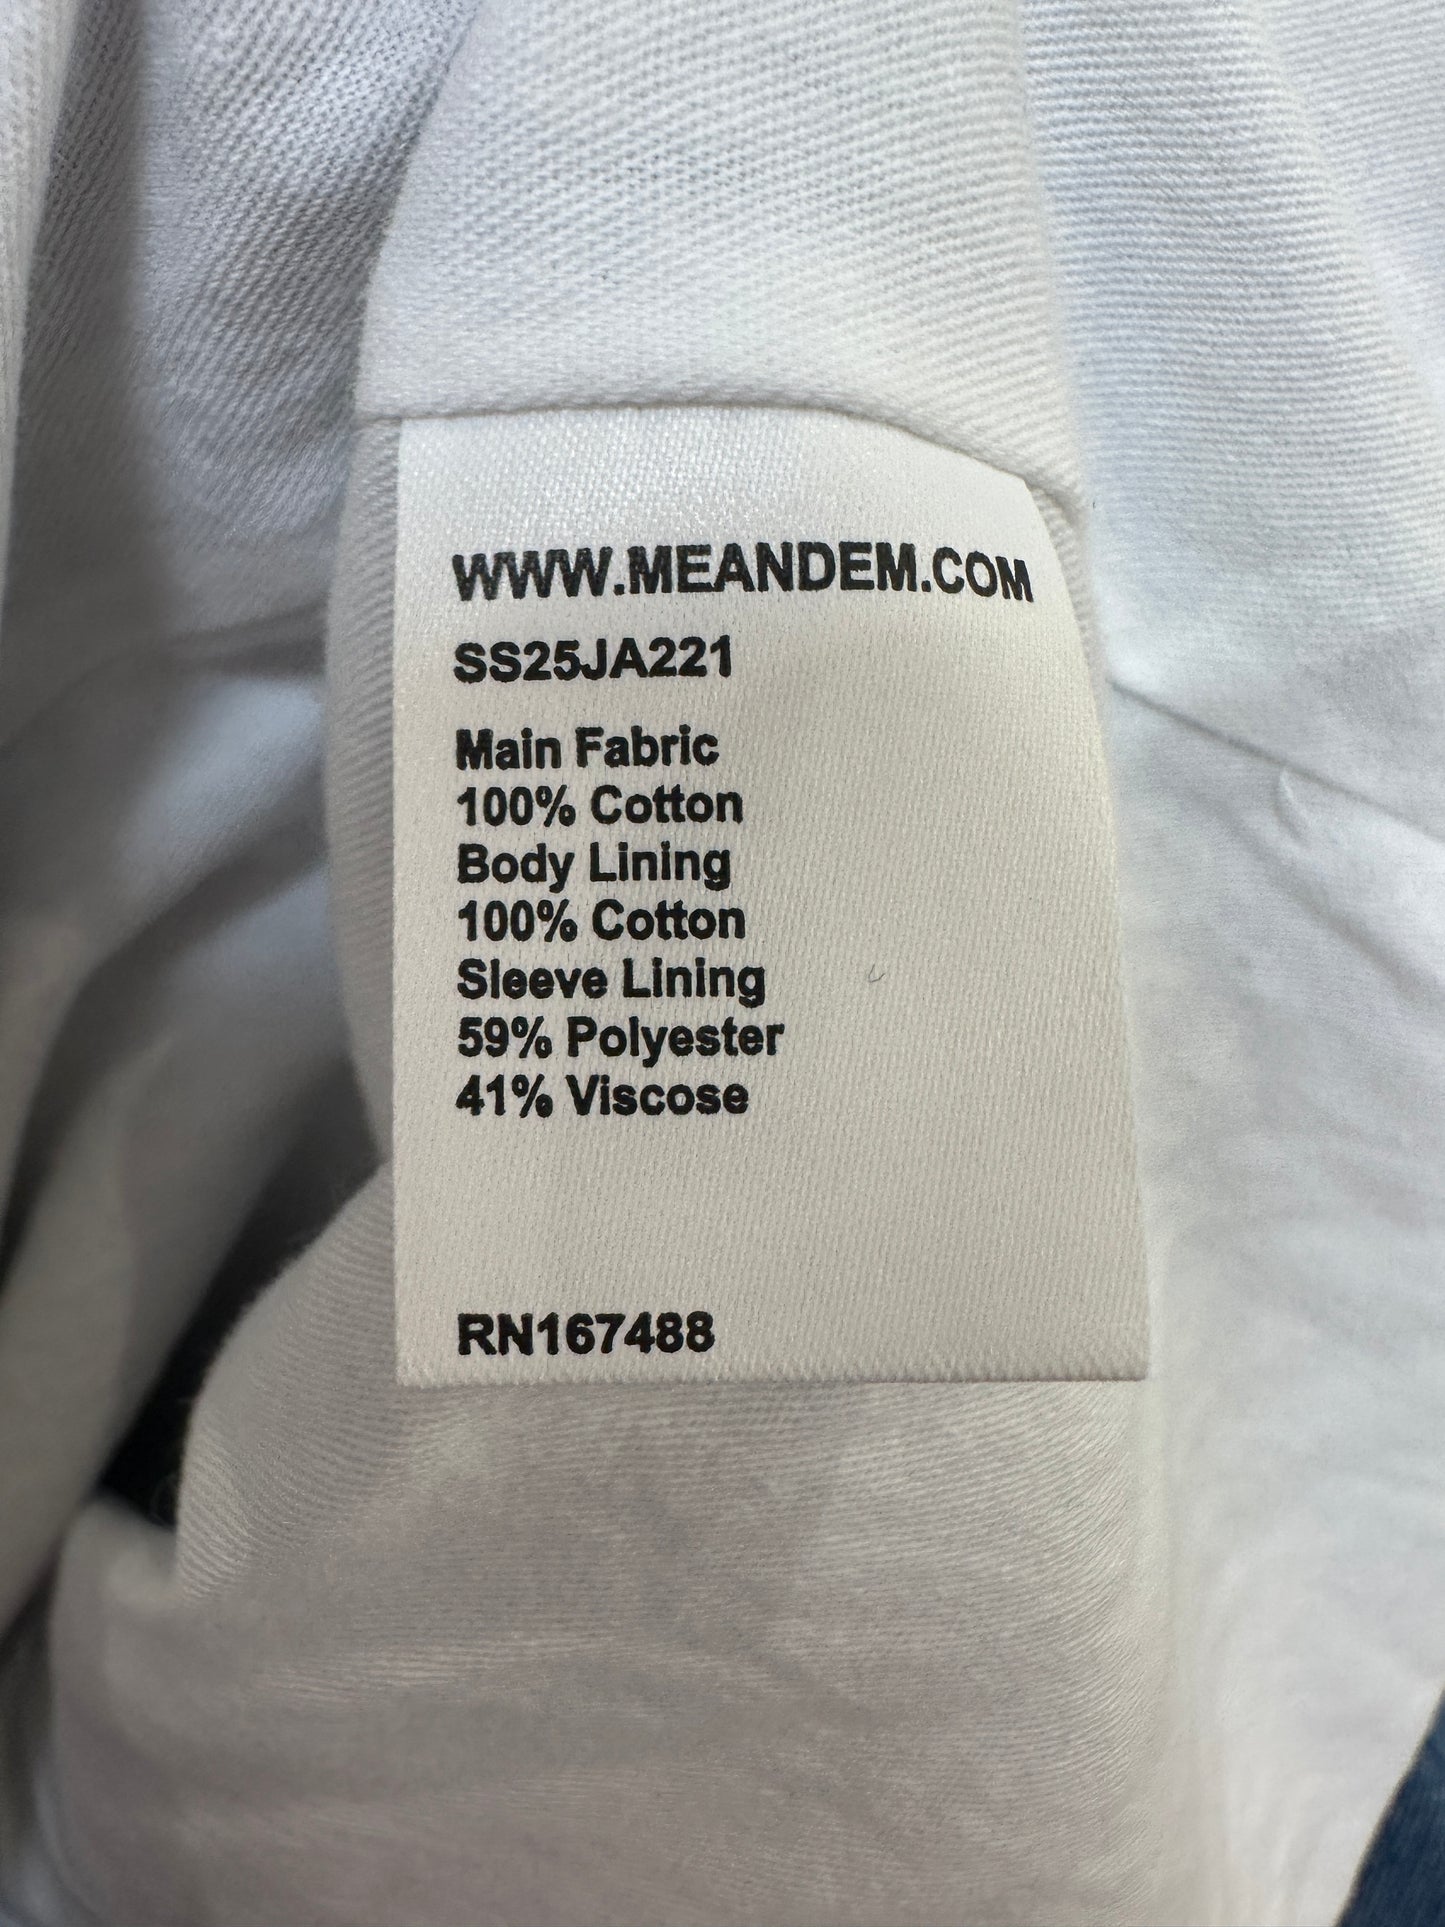 WWW.MEANDEM.COM
SS25JA221
Main Fabric
100% Cotton
Body Lining
100% Cotton
Sleeve Lining
59% Polyester
41% Viscose
RN167488